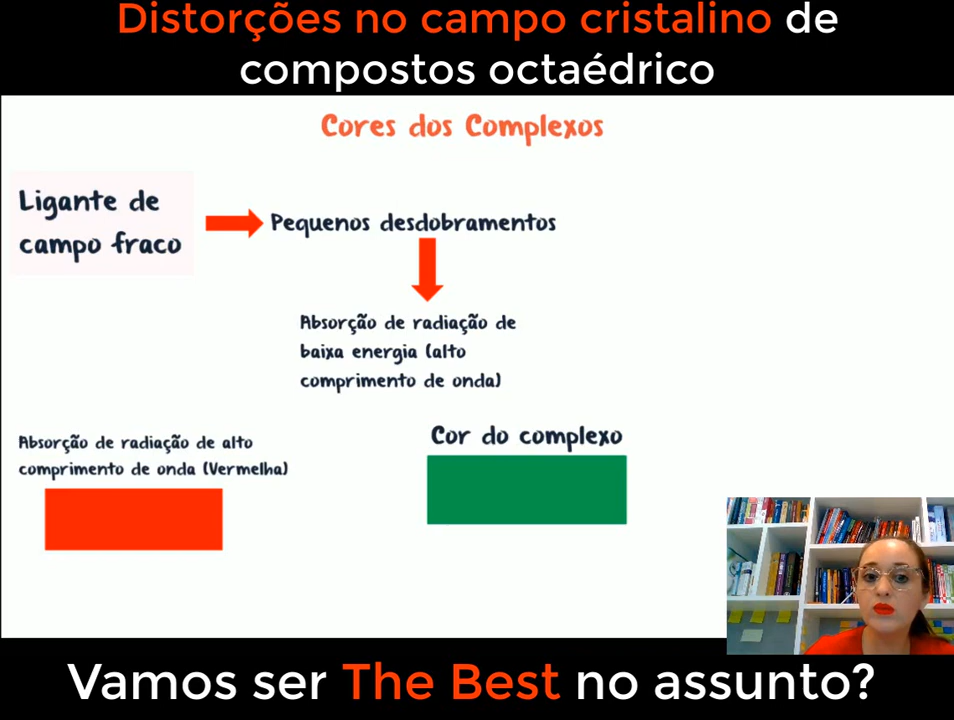 Distorções no campo cristalino de
compostos octaédrico
Cores dos Complexos
Ligante de
campo fraco
Pequenos desdobramentos
Absorção de radiação de
baixa energia (alto
comprimento de onda)
Absorção de radiação de alto
comprimento de onda (Vermelha)
Cor do complexo
Vamos ser The Best no assunto?